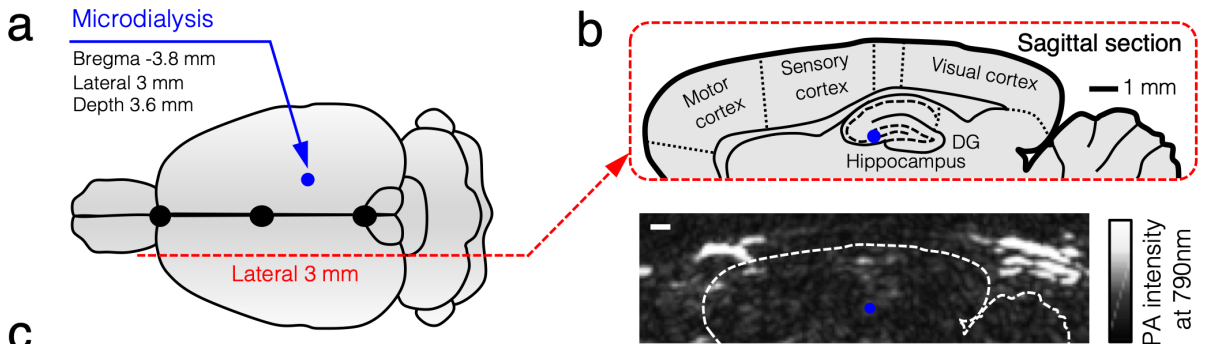 a
Microdialysis
Bregma -3.8 mm
Lateral 3 mm
Depth 3.6 mm
Lateral 3 mm
b
Sagittal section
1 mm
Motor
cortex
Sensory
cortex
Visual cortex
DG
Hippocampus
PA intensity
at 790nm
c